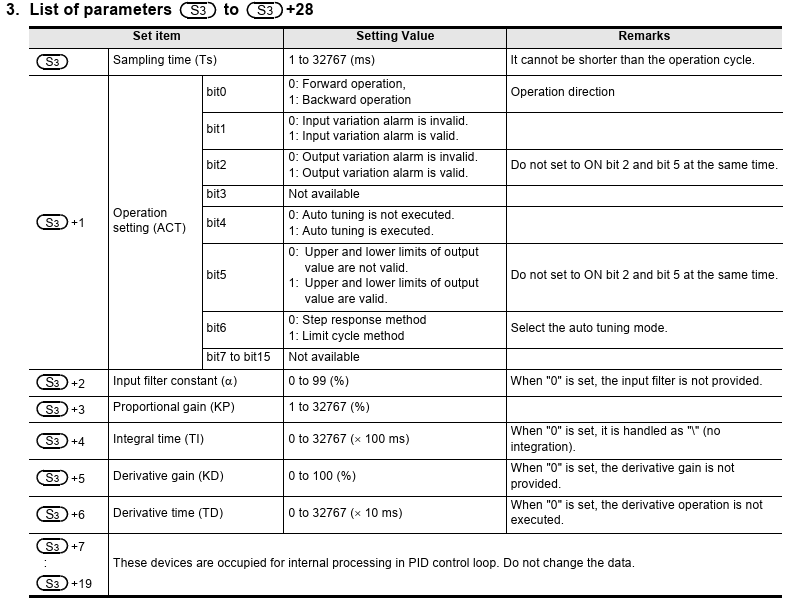 3. List of parameters S3 to S3 +28
Set item Setting Value Remarks
S3 Sampling time (Ts) 1 to 32767 (ms) It cannot be shorter than the operation cycle.
S3 +1 Operation setting (ACT)
bit0 0: Forward operation,
1: Backward operation
Operation direction
bit1 0: Input variation alarm is invalid.
1: Input variation alarm is valid.
bit2 0: Output variation alarm is invalid.
1: Output variation alarm is valid.
Do not set to ON bit 2 and bit 5 at the same time.
bit3 Not available
bit4 0: Auto tuning is not executed.
1: Auto tuning is executed.
bit5 0: Upper and lower limits of output
value are not valid.
1: Upper and lower limits of output
value are valid.
Do not set to ON bit 2 and bit 5 at the same time.
bit6 0: Step response method
1: Limit cycle method
Select the auto tuning mode.
bit7 to bit15 Not available
S3 +2 Input filter constant (α) 0 to 99 (%) When "0" is set, the input filter is not provided.
S3 +3 Proportional gain (KP) 1 to 32767 (%)
S3 +4 Integral time (TI) 0 to 32767 (× 100 ms) When "0" is set, it is handled as "\" (no
integration).
S3 +5 Derivative gain (KD) 0 to 100 (%) When "0" is set, the derivative gain is not
provided.
S3 +6 Derivative time (TD) 0 to 32767 (× 10 ms) When "0" is set, the derivative operation is not
executed.
S3 +7
:
S3 +19
These devices are occupied for internal processing in PID control loop. Do not change the data.